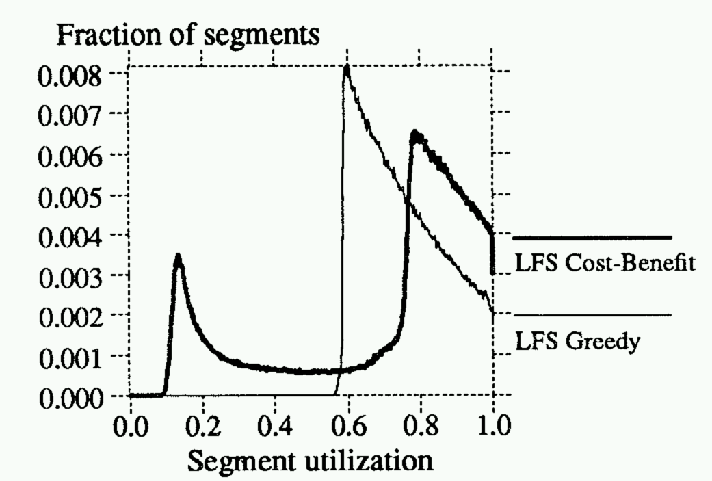 Fraction of segments
0.008
0.007
0.006
0.005
0.004
0.003
0.002
0.001
0.000
0.0 0.2 0.4 0.6 0.8 1.0
Segment utilization
LFS Cost-Benefit
LFS Greedy